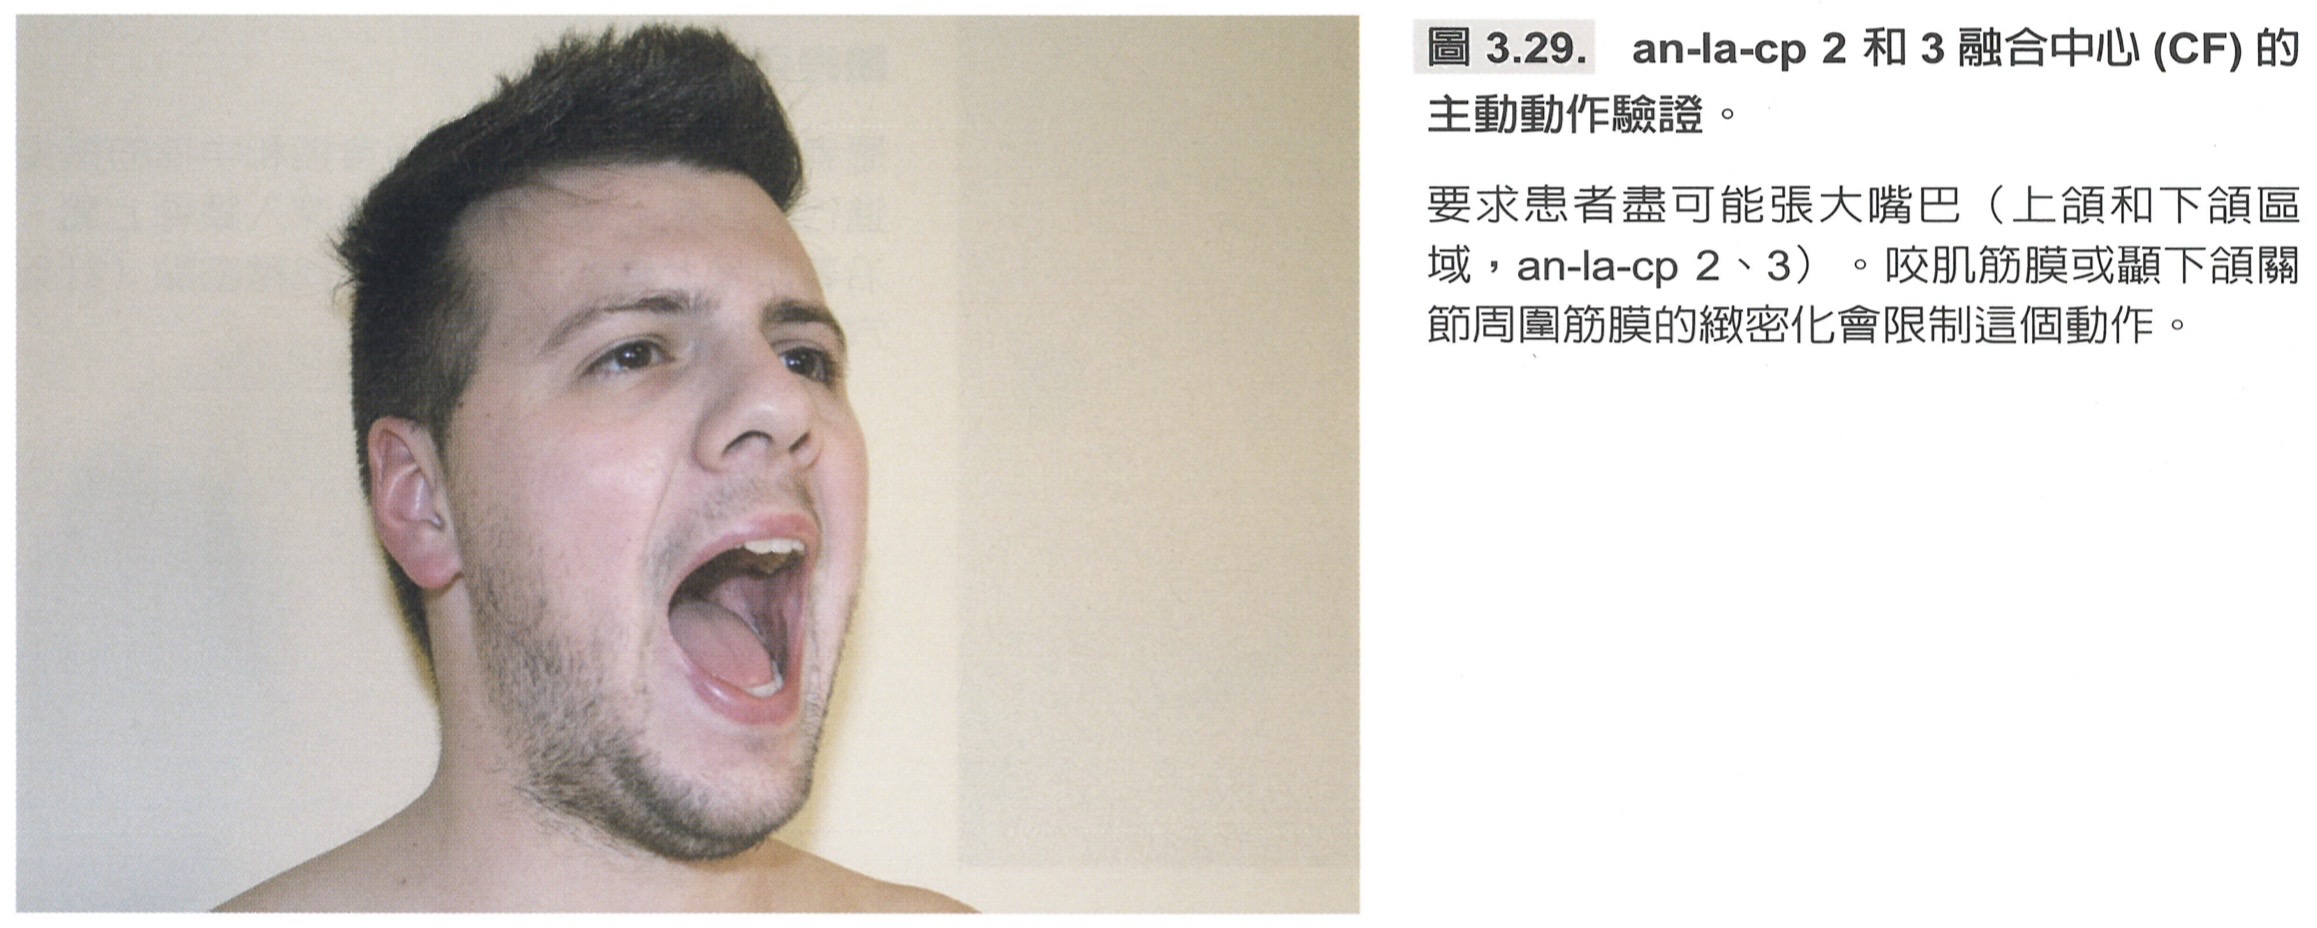 圖 3.29. an-la-cp 2 和 3 融合中心 (CF) 的
主動動作驗證。
要求患者盡可能張大嘴巴（上頜和下頜區
域，an-la-cp 2、3）。咬肌筋膜或顳下頜關
節周圍筋膜的緻密化會限制這個動作。